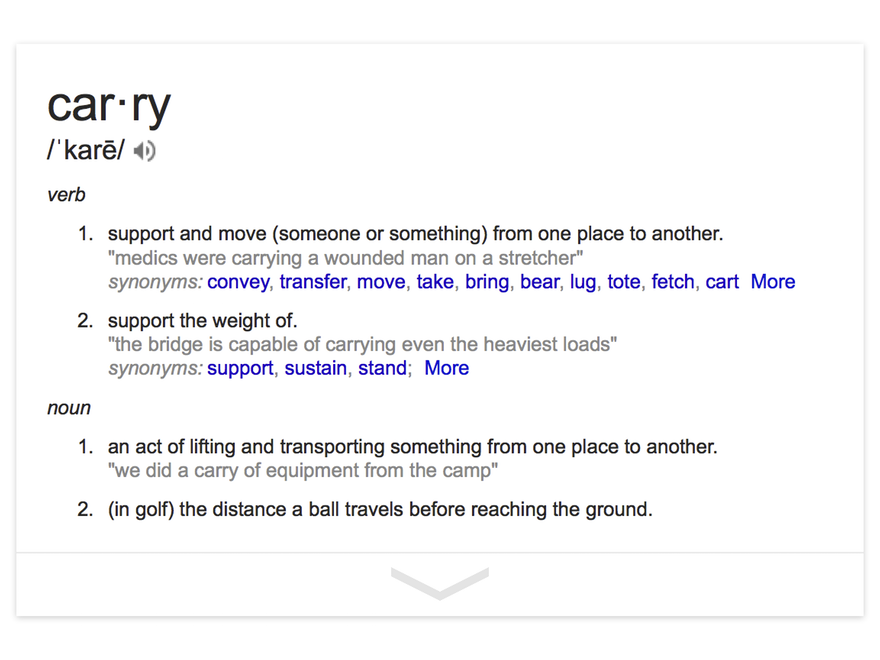 car·ry
/ˈkarē/
verb
1. support and move (someone or something) from one place to another.
"medics were carrying a wounded man on a stretcher"
synonyms: convey, transfer, move, take, bring, bear, lug, tote, fetch, cart More
2. support the weight of.
"the bridge is capable of carrying even the heaviest loads"
synonyms: support, sustain, stand; More
noun
1. an act of lifting and transporting something from one place to another.
"we did a carry of equipment from the camp"
2. (in golf) the distance a ball travels before reaching the ground.